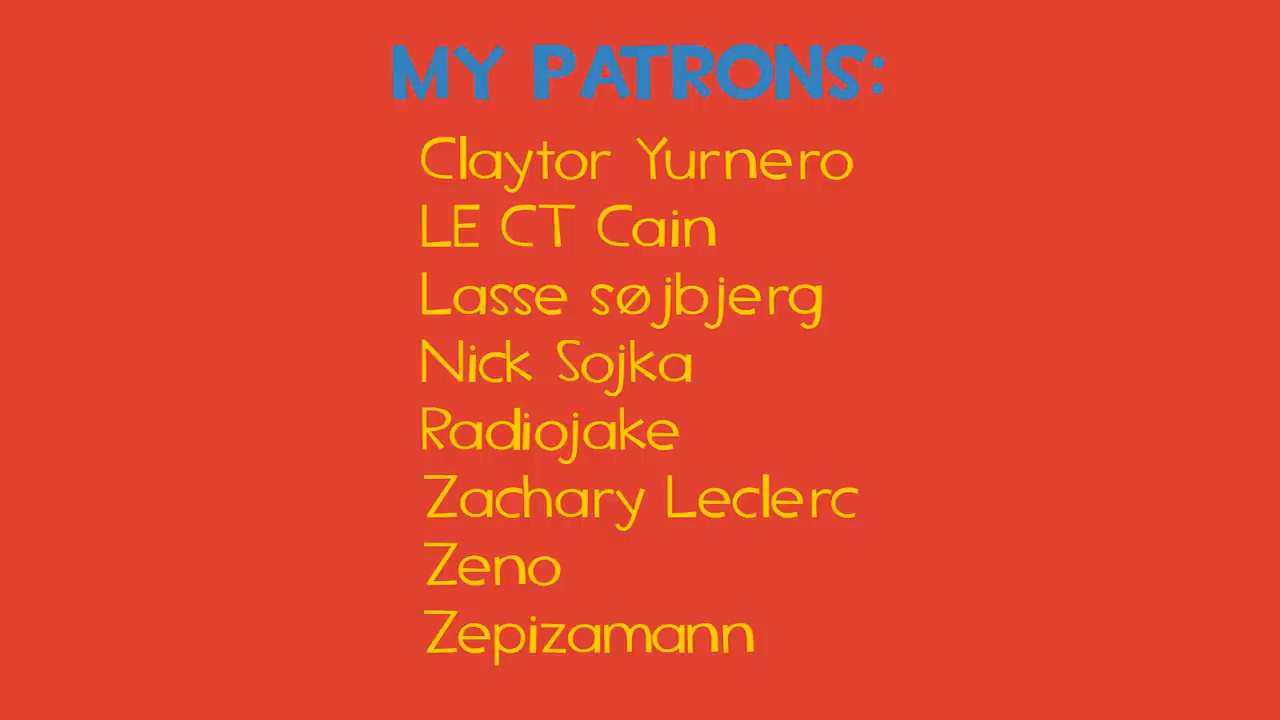 MY PATRONS:
Claytor Yurnero
LE CT Cain
Lasse søjbjerg
Nick Sojka
Radiojake
Zachary Leclerc
Zeno
Zepizamann